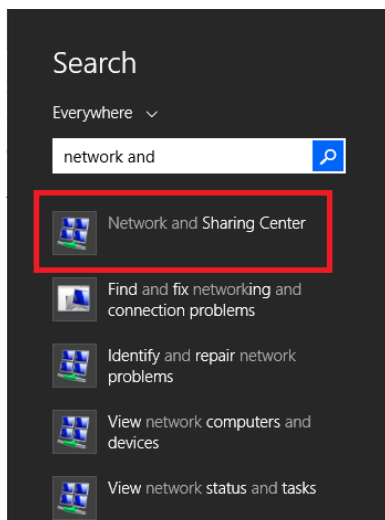 Search
Everywhere
network and
Network and Sharing Center
Find and fix networking and
connection problems
Identify and repair network
problems
View network computers and
devices
View network status and tasks